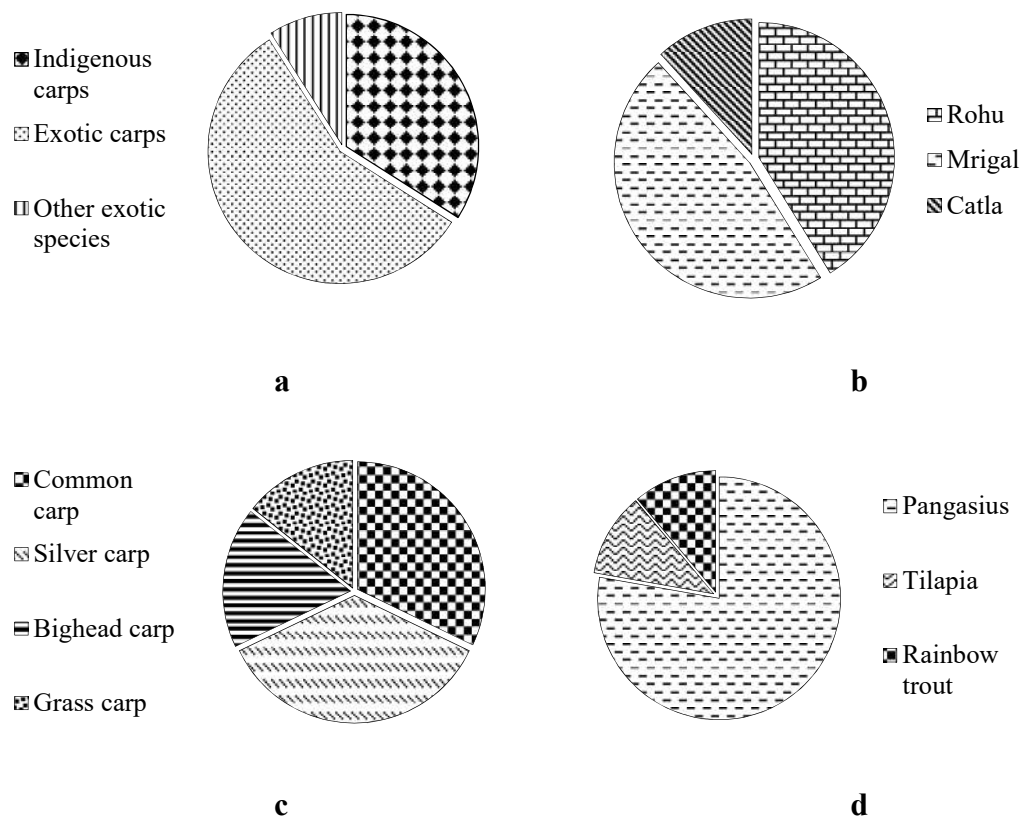 Indigenous
carps
Exotic carps
Other exotic
species
a
Rohu
Mrigal
Catla
b
Common
carp
Silver carp
Bighead carp
Grass carp
c
Pangasius
Tilapia
Rainbow
trout
d